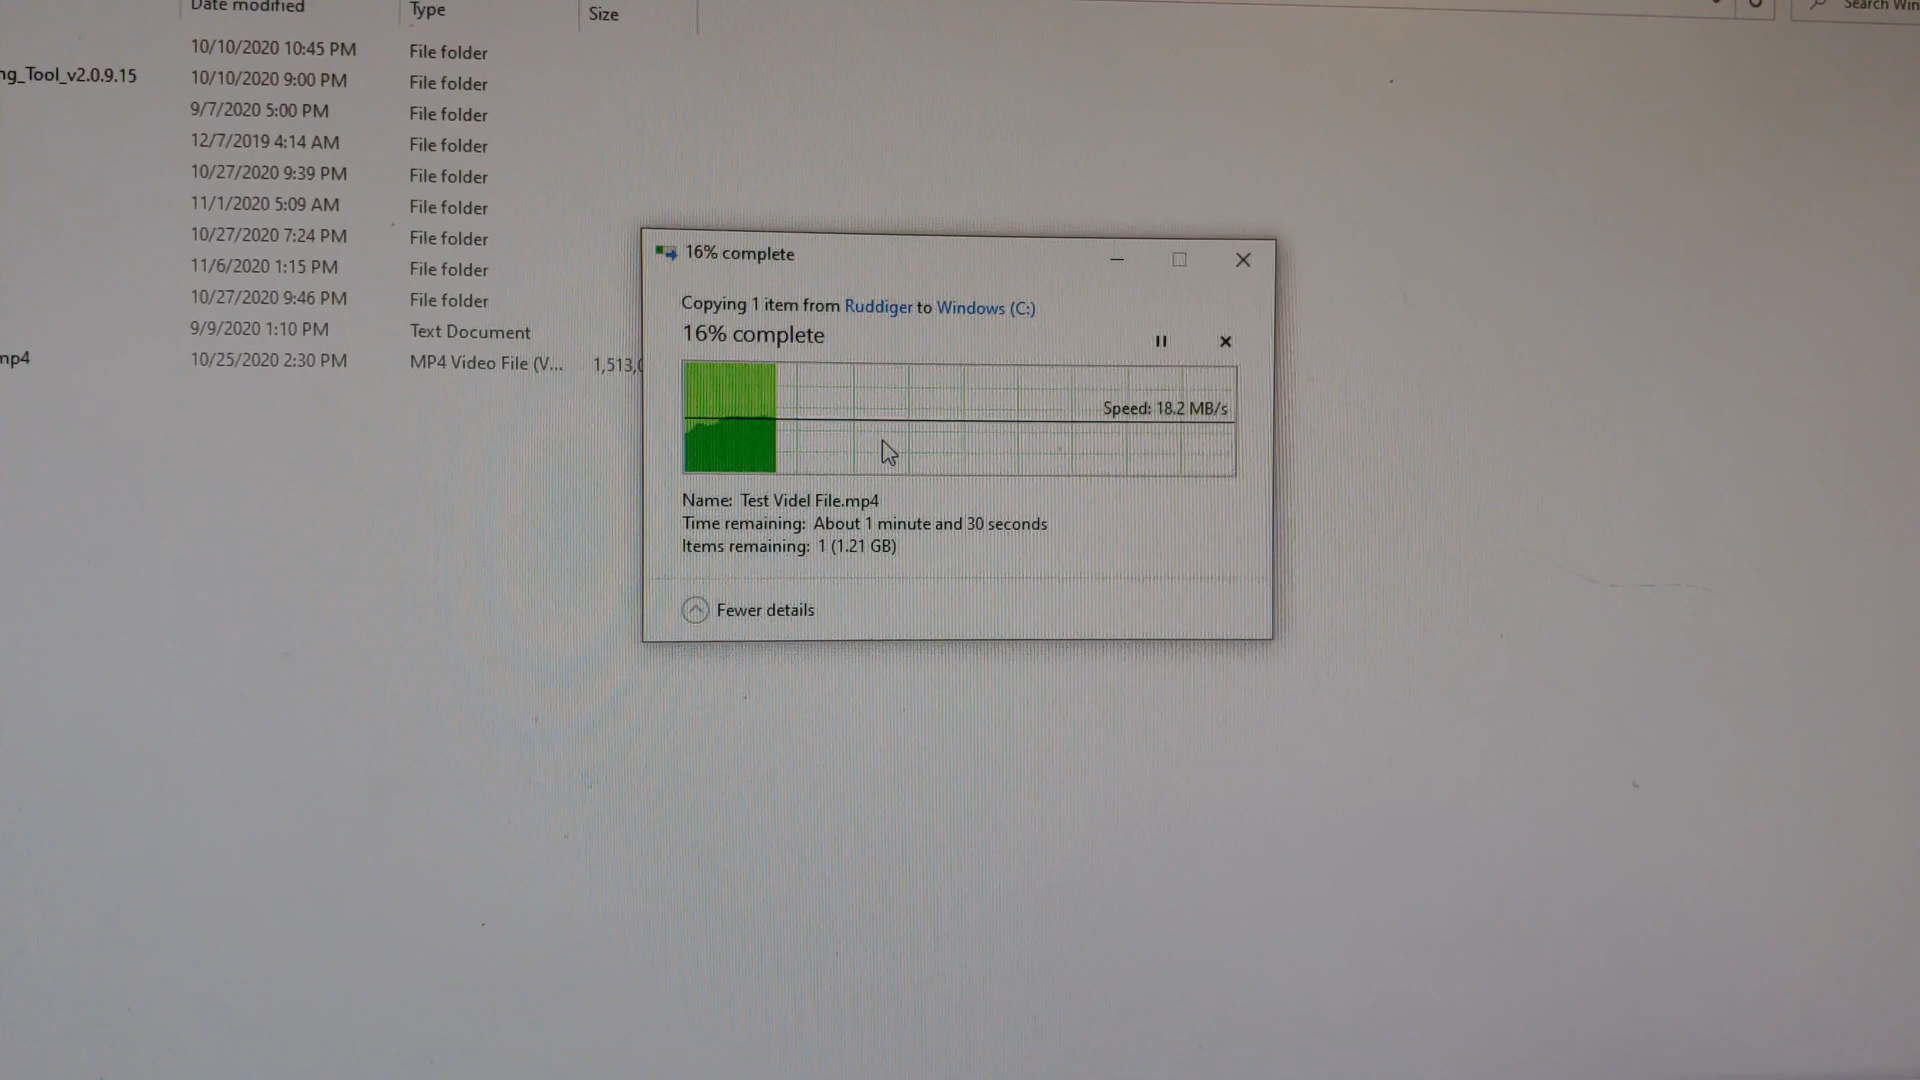 Date modified Type Size
Search Win
10/10/2020 10:45 PM File folder
ng_Tool_v2.0.9.15 10/10/2020 9:00 PM File folder
9/7/2020 5:00 PM File folder
12/7/2019 4:14 AM File folder
10/27/2020 9:39 PM File folder
11/1/2020 5:09 AM File folder
10/27/2020 7:24 PM File folder
11/6/2020 1:15 PM File folder
10/27/2020 9:46 PM File folder
9/9/2020 1:10 PM Text Document
mp4 10/25/2020 2:30 PM MP4 Video File (V... 1,513,0
16% complete
Copying 1 item from Ruddiger to Windows (C:)
16% complete
Speed: 18.2 MB/s
Name: Test Videl File.mp4
Time remaining: About 1 minute and 30 seconds
Items remaining: 1 (1.21 GB)
Fewer details